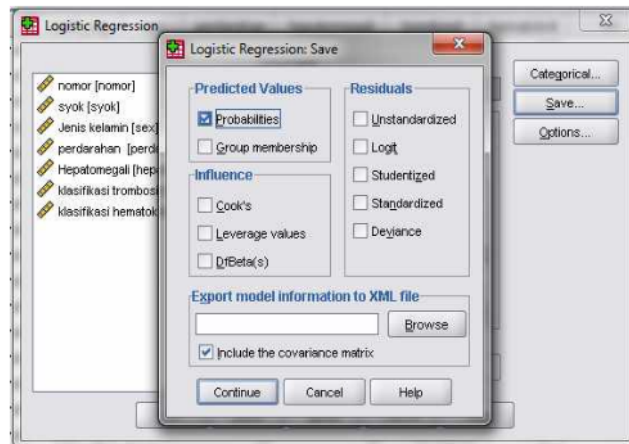 Logistic Regression
nomor [nomor]
syok [syok]
Jenis kelamin [sex]
perdarahan [perd
Hepatomegali [hep
klasifikasi trombosi
klasifikasi hematok
Categorical...
Save...
Options...
Logistic Regression: Save
Predicted Values
Probabilities
Group membership
Influence
Cook's
Leverage values
DfBeta(s)
Residuals
Unstandardized
Logit
Studentized
Standardized
Deviance
Export model information to XML file
Browse
Include the covariance matrix
Continue
Cancel
Help